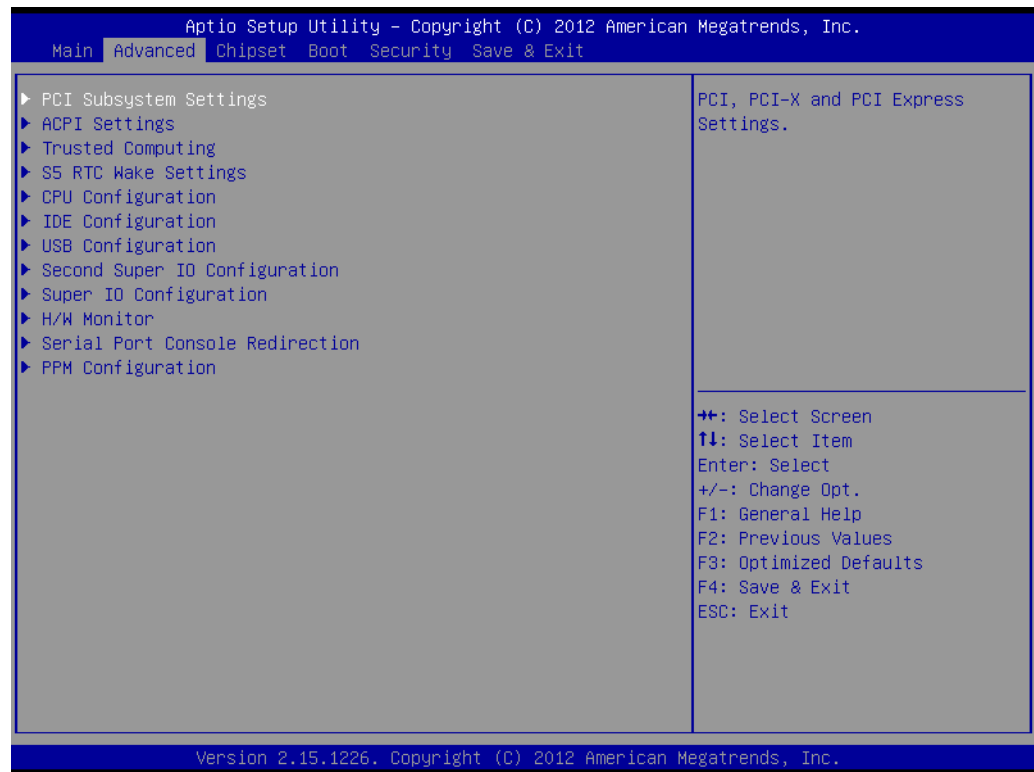 Aptio Setup Utility – Copyright (C) 2012 American Megatrends, Inc.
Main Advanced Chipset Boot Security Save & Exit
▶ PCI Subsystem Settings
▶ ACPI Settings
▶ Trusted Computing
▶ S5 RTC Wake Settings
▶ CPU Configuration
▶ IDE Configuration
▶ USB Configuration
▶ Second Super IO Configuration
▶ Super IO Configuration
▶ H/W Monitor
▶ Serial Port Console Redirection
▶ PPM Configuration
PCI, PCI-X and PCI Express
Settings.
→←: Select Screen
↑↓: Select Item
Enter: Select
+/-: Change Opt.
F1: General Help
F2: Previous Values
F3: Optimized Defaults
F4: Save & Exit
ESC: Exit
Version 2.15.1226. Copyright (C) 2012 American Megatrends, Inc.